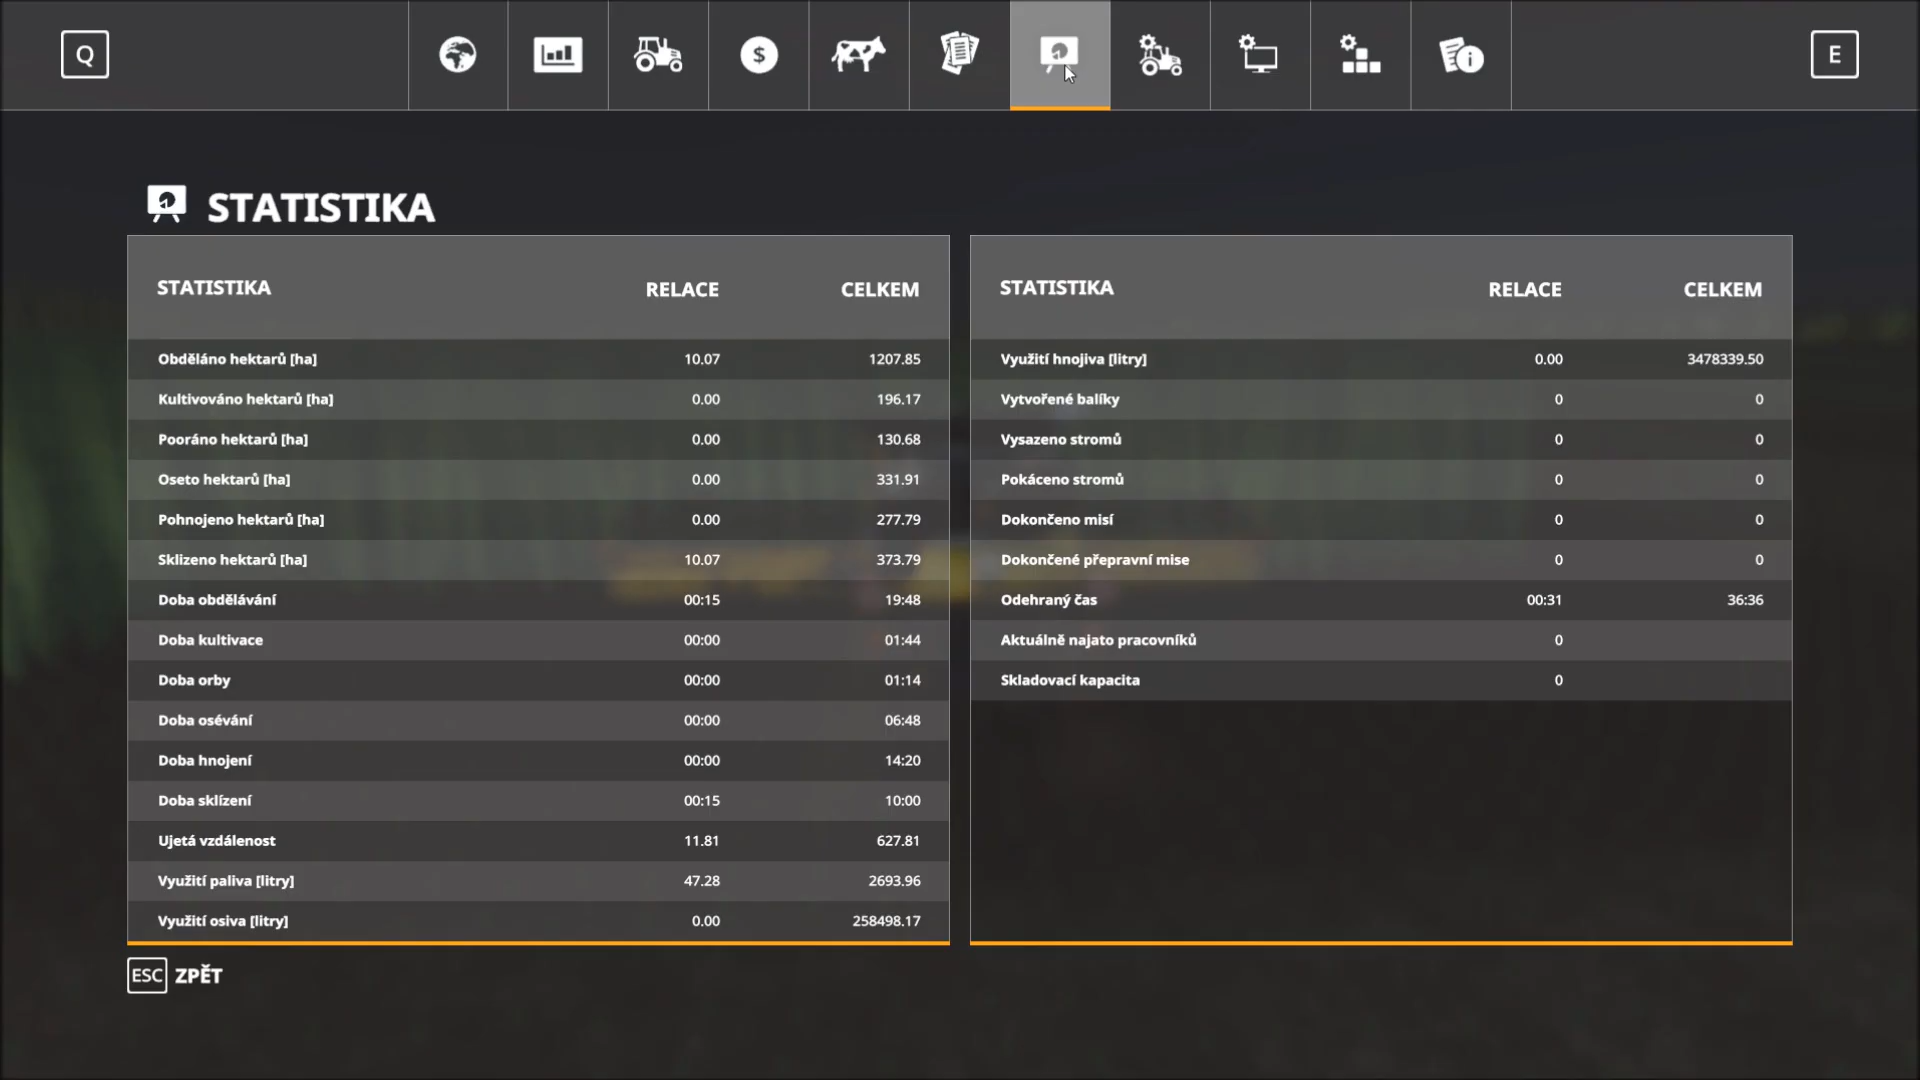 Q
E
STATISTIKA
STATISTIKA RELACE CELKEM
Obděláno hektarů [ha] 10.07 1207.85
Kultivováno hektarů [ha] 0.00 196.17
Pooráno hektarů [ha] 0.00 130.68
Oseto hektarů [ha] 0.00 331.91
Pohnojeno hektarů [ha] 0.00 277.79
Sklizeno hektarů [ha] 10.07 373.79
Doba obdělávání 00:15 19:48
Doba kultivace 00:00 01:44
Doba orby 00:00 01:14
Doba osévání 00:00 06:48
Doba hnojení 00:00 14:20
Doba sklízení 00:15 10:00
Ujetá vzdálenost 11.81 627.81
Využití paliva [litry] 47.28 2693.96
Využití osiva [litry] 0.00 258498.17
STATISTIKA RELACE CELKEM
Využití hnojiva [litry] 0.00 3478339.50
Vytvořené balíky 0 0
Vysazeno stromů 0 0
Pokáceno stromů 0 0
Dokončeno misí 0 0
Dokončené přepravní mise 0 0
Odehraný čas 00:31 36:36
Aktuálně najato pracovníků 0
Skladovací kapacita 0
ESC ZPĚT